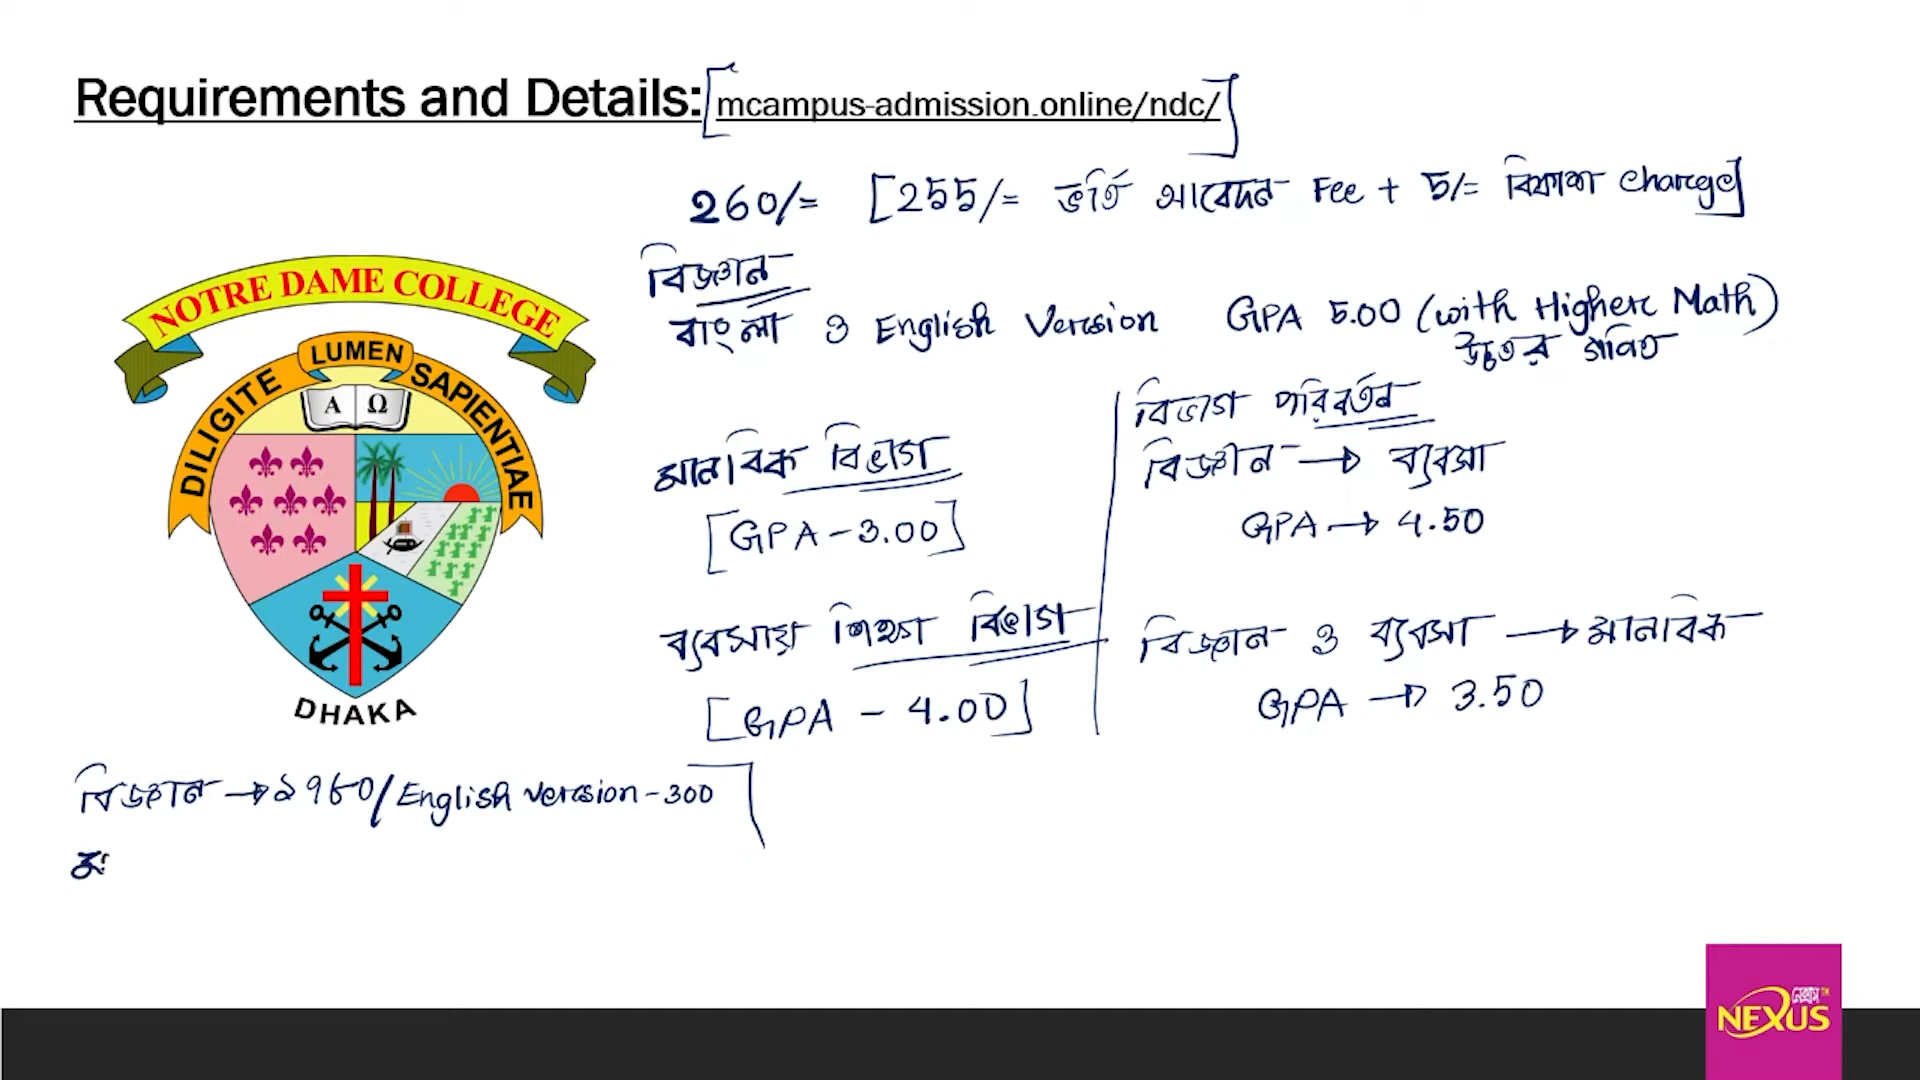 Requirements and Details: [mcampus-admission.online/ndc/]
260/= [255/= ভর্তি আবেদন Fee + 5/= বিকাশ charge]
বিজ্ঞান
বাংলা ও English Version GPA 5.00 (with Higher Math)
উচ্চতর গণিত
NOTRE DAME COLLEGE
DILIGITE LUMEN SAPIENTIAE
Α Ω
DHAKA
মানবিক বিভাগ
[GPA - 3.00]
ব্যবসায় শিক্ষা বিভাগ
[GPA - 4.00]
বিভাগ পরিবর্তন
বিজ্ঞান → ব্যবসা
GPA → 4.50
বিজ্ঞান ও ব্যবসা → মানবিক
GPA → 3.50
বিজ্ঞান → English version - 300
নেক্সাস TM
NEXUS